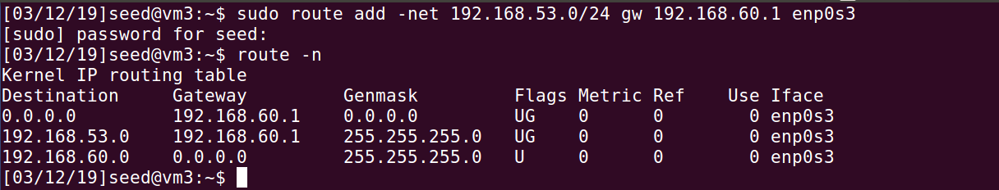 [03/12/19]seed@vm3:~$ sudo route add -net 192.168.53.0/24 gw 192.168.60.1 enp0s3
[sudo] password for seed:
[03/12/19]seed@vm3:~$ route -n
Kernel IP routing table
Destination     Gateway         Genmask         Flags Metric Ref    Use Iface
0.0.0.0         192.168.60.1    0.0.0.0         UG    0      0        0 enp0s3
192.168.53.0    192.168.60.1    255.255.255.0   UG    0      0        0 enp0s3
192.168.60.0    0.0.0.0         255.255.255.0   U     0      0        0 enp0s3
[03/12/19]seed@vm3:~$